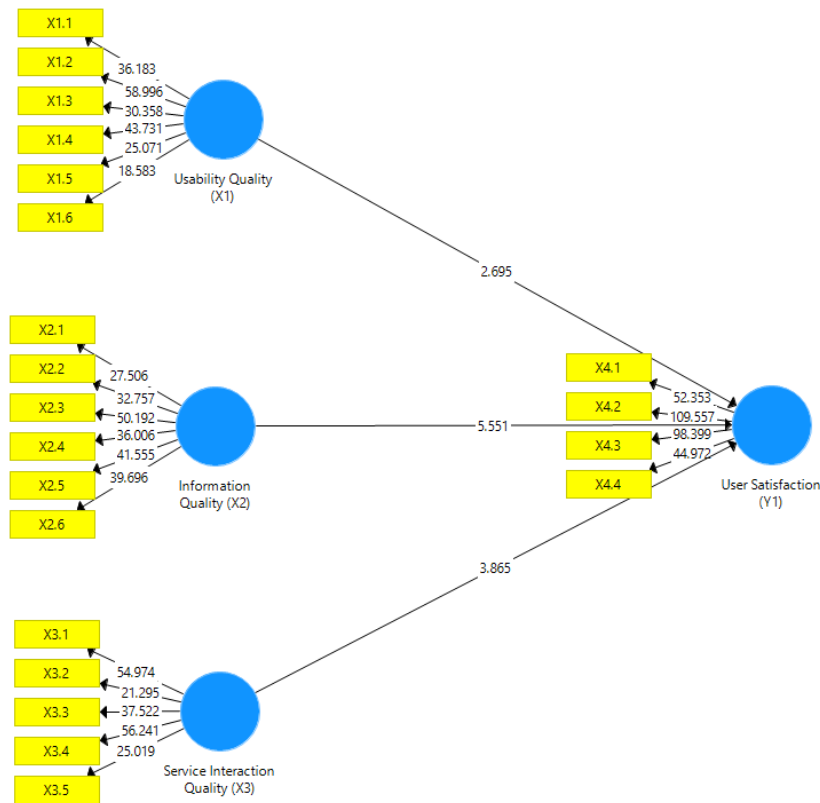 X1.1
X1.2
X1.3
X1.4
X1.5
X1.6
36.183
58.996
30.358
43.731
25.071
18.583
Usability Quality
(X1)
2.695
X2.1
X2.2
X2.3
X2.4
X2.5
X2.6
27.506
32.757
50.192
36.006
41.555
39.696
Information
Quality (X2)
5.551
X4.1
X4.2
X4.3
X4.4
52.353
109.557
98.399
44.972
User Satisfaction
(Y1)
3.865
X3.1
X3.2
X3.3
X3.4
X3.5
54.974
21.295
37.522
56.241
25.019
Service Interaction
Quality (X3)